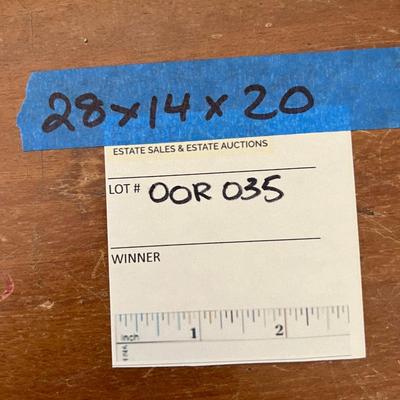 28x14x20
ESTATE SALES & ESTATE AUCTIONS
LOT # OOR 035
WINNER
inch 1 2